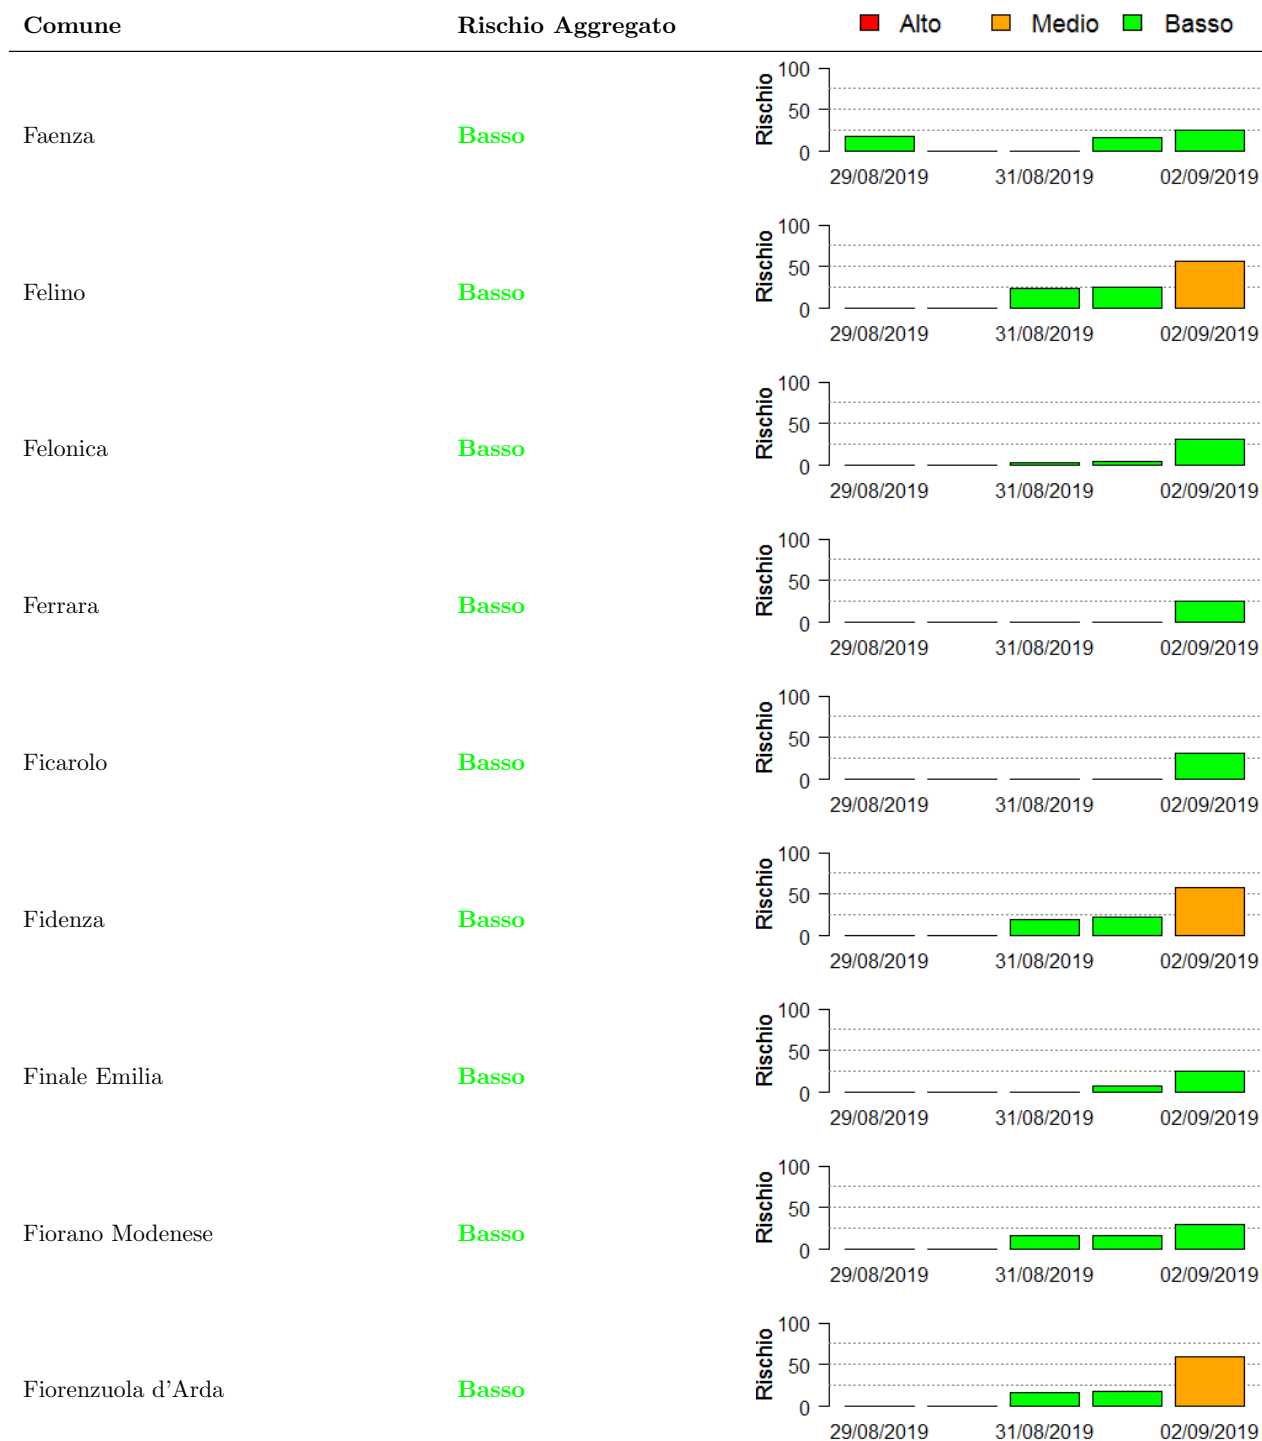 Comune Rischio Aggregato Alto Medio Basso
Faenza Basso
Rischio
100
50
0
29/08/2019 31/08/2019 02/09/2019
Felino Basso
Rischio
100
50
0
29/08/2019 31/08/2019 02/09/2019
Felonica Basso
Rischio
100
50
0
29/08/2019 31/08/2019 02/09/2019
Ferrara Basso
Rischio
100
50
0
29/08/2019 31/08/2019 02/09/2019
Ficarolo Basso
Rischio
100
50
0
29/08/2019 31/08/2019 02/09/2019
Fidenza Basso
Rischio
100
50
0
29/08/2019 31/08/2019 02/09/2019
Finale Emilia Basso
Rischio
100
50
0
29/08/2019 31/08/2019 02/09/2019
Fiorano Modenese Basso
Rischio
100
50
0
29/08/2019 31/08/2019 02/09/2019
Fiorenzuola d'Arda Basso
Rischio
100
50
0
29/08/2019 31/08/2019 02/09/2019